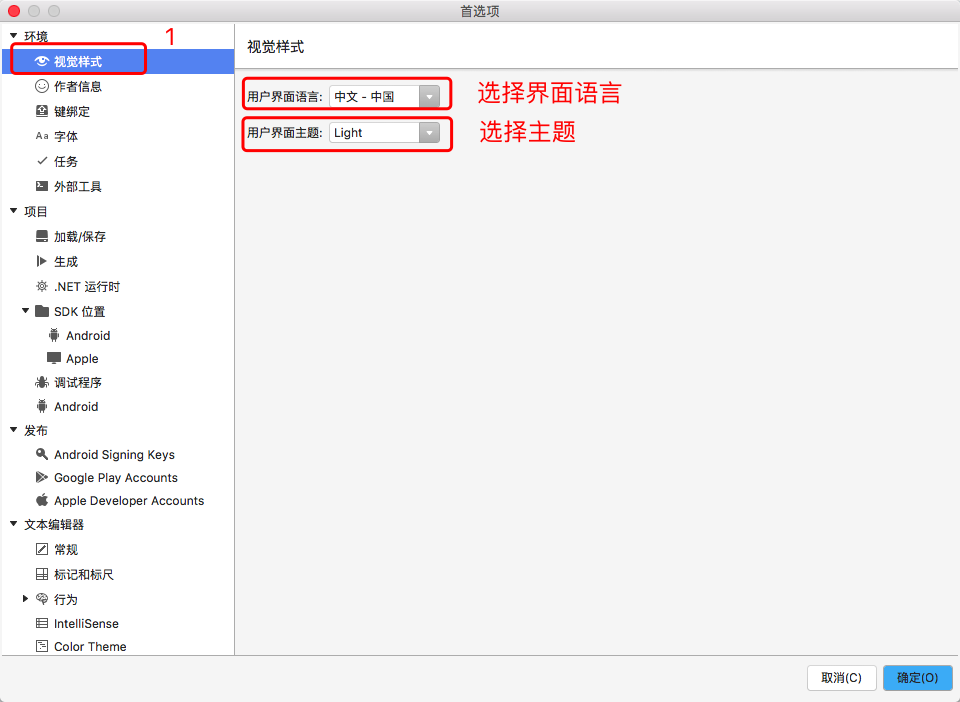 首选项
环境
1
视觉样式
作者信息
键绑定
Aa 字体
任务
外部工具
项目
加载/保存
生成
.NET 运行时
SDK 位置
Android
Apple
调试程序
Android
发布
Android Signing Keys
Google Play Accounts
Apple Developer Accounts
文本编辑器
常规
标记和标尺
行为
IntelliSense
Color Theme
视觉样式
用户界面语言: 中文 - 中国
选择界面语言
用户界面主题: Light
选择主题
取消(C)
确定(O)